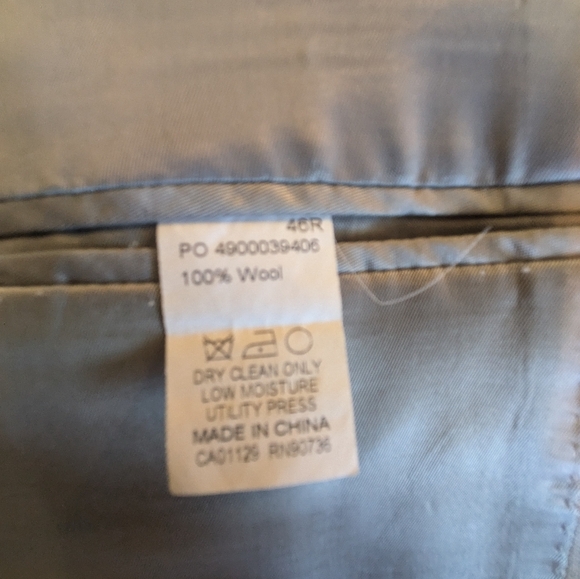 46R
PO 4900039406
100% Wool
DRY CLEAN ONLY
LOW MOISTURE
UTILITY PRESS
MADE IN CHINA
CA01129 RN90736